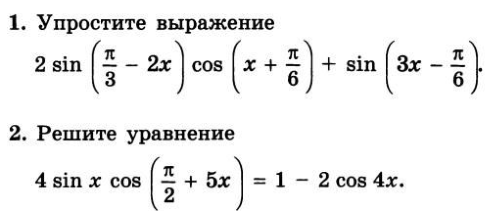 1. Упростите выражение
2 sin (π/3 − 2x) cos (x + π/6) + sin (3x − π/6).
2. Решите уравнение
4 sin x cos (π/2 + 5x) = 1 − 2 cos 4x.